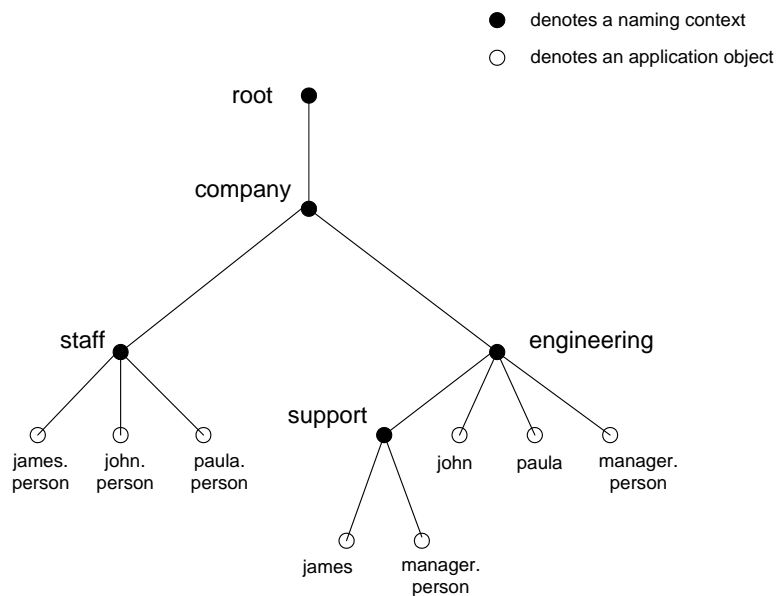 denotes a naming context
denotes an application object
root
company
staff
engineering
support
james.
person
john.
person
paula.
person
john
paula
manager.
person
james
manager.
person